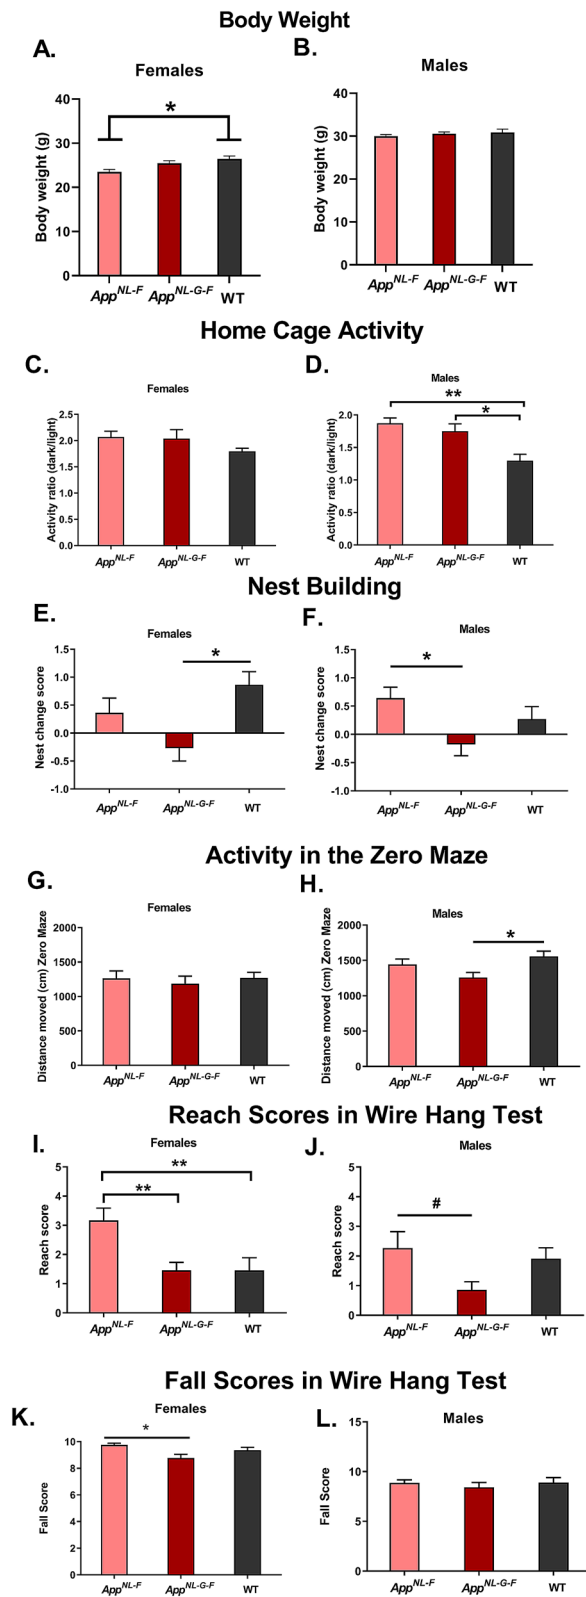 Body Weight
A.
Females
B.
Males
Body weight (g)
40
30
20
10
0
*
App^NL-F
App^NL-G-F
WT
Body weight (g)
40
30
20
10
0
App^NL-F
App^NL-G-F
WT
Home Cage Activity
C.
Females
D.
Males
Activity ratio (dark/light)
2.5
2.0
1.5
1.0
0.5
0.0
App^NL-F
App^NL-G-F
WT
Activity ratio (dark/light)
2.0
1.5
1.0
0.5
0.0
**
*
App^NL-F
App^NL-G-F
WT
Nest Building
E.
Females
F.
Males
Nest change score
1.5
1.0
0.5
0.0
-0.5
-1.0
*
App^NL-F
App^NL-G-F
WT
Nest change score
1.5
1.0
0.5
0.0
-0.5
-1.0
*
App^NL-F
App^NL-G-F
WT
Activity in the Zero Maze
G.
Females
H.
Males
Distance moved (cm) Zero Maze
2000
1500
1000
500
0
App^NL-F
App^NL-G-F
WT
Distance moved (cm) Zero Maze
2000
1500
1000
500
0
*
App^NL-F
App^NL-G-F
WT
Reach Scores in Wire Hang Test
I.
Females
J.
Males
Reach score
5
4
3
2
1
0
**
**
App^NL-F
App^NL-G-F
WT
Reach score
5
4
3
2
1
0
#
App^NL-F
App^NL-G-F
WT
Fall Scores in Wire Hang Test
K.
Females
L.
Males
Fall Score
10
8
6
4
2
0
*
App^NL-F
App^NL-G-F
WT
Fall Score
15
10
5
0
App^NL-F
App^NL-G-F
WT